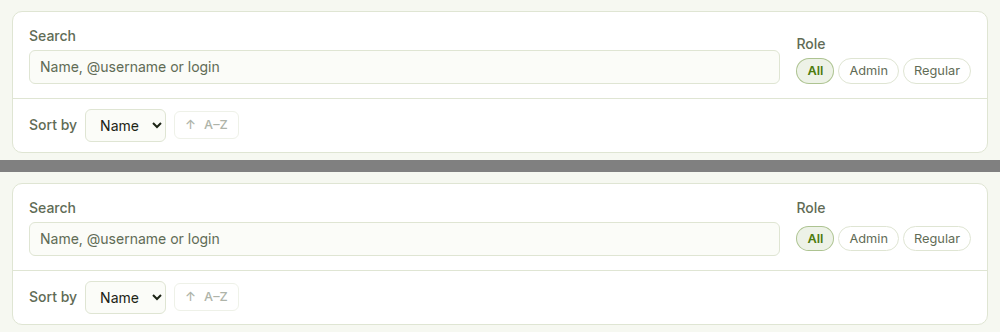 Search
Role
Name, @username or login
All Admin Regular
Sort by Name ↑ A–Z
Search
Role
Name, @username or login
All Admin Regular
Sort by Name ↑ A–Z